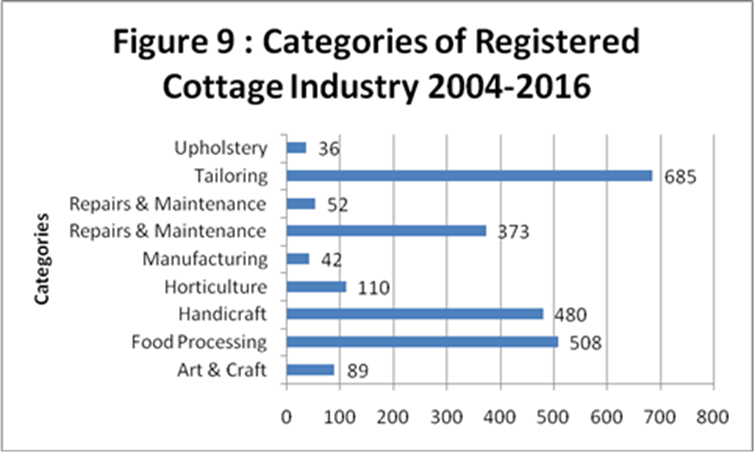 Figure 9 : Categories of Registered
Cottage Industry 2004-2016
Categories
Upholstery 36
Tailoring 685
Repairs & Maintenance 52
Repairs & Maintenance 373
Manufacturing 42
Horticulture 110
Handicraft 480
Food Processing 508
Art & Craft 89
0 100 200 300 400 500 600 700 800